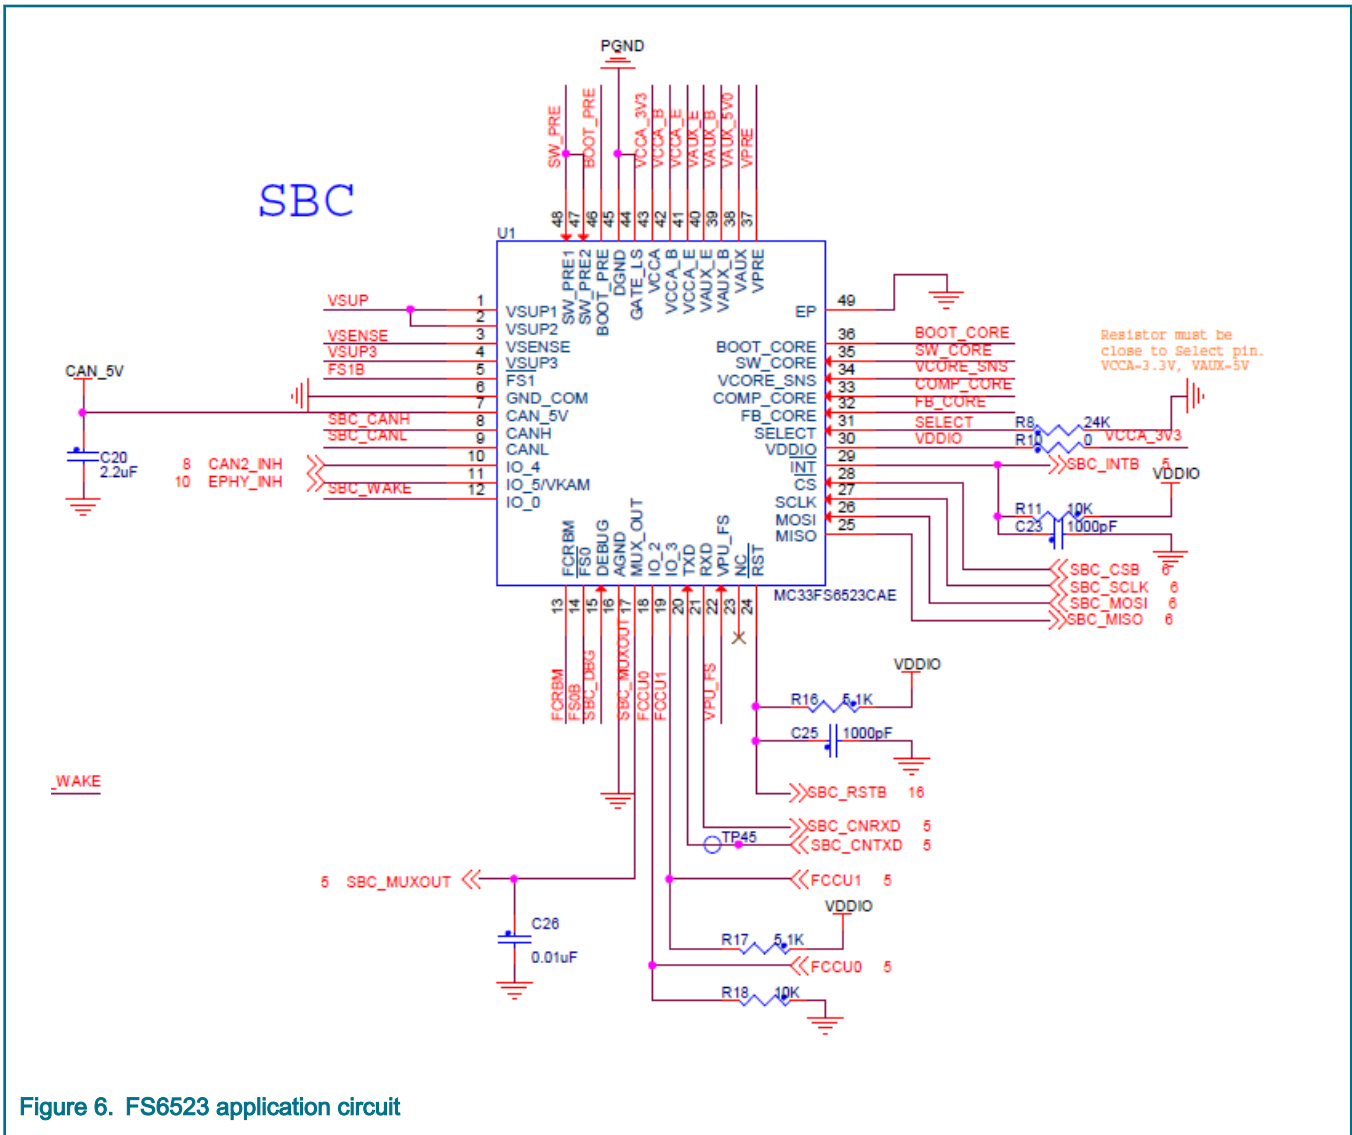 PGND
SW_PRE
BOOT_PRE
VCCA_3V3
VCCA_B
VCCA_E
VAUX_E
VAUX_B
VAUX_5V0
VPRE
SBC
48
47
46
45
44
43
42
41
40
39
38
37
U1
SW_PRE1
SW_PRE2
BOOT_PRE
DGND
GATE_LS
VCCA
VCCA_B
VCCA_E
VAUX_E
VAUX_B
VAUX
VPRE
VSUP 1 VSUP1
2 VSUP2
VSENSE 3 VSENSE
VSUP3 4 VSUP3
FS1B 5 FS1
6 GND_COM
CAN_5V
7 CAN_5V
SBC_CANH 8 CANH
SBC_CANL 9 CANL
8 CAN2_INH 10 IO_4
10 EPHY_INH 11 IO_5/VKAM
SBC_WAKE 12 IO_0
C20
2.2uF
EP 49
BOOT_CORE 36 BOOT_CORE
SW_CORE 35 SW_CORE
VCORE_SNS 34 VCORE_SNS
COMP_CORE 33 COMP_CORE
FB_CORE 32 FB_CORE
SELECT 31 SELECT R8 24K
VDDIO 30 VDDIO R10 0 VCCA_3V3
INT 29 SBC_INTB 5
CS 28
SCLK 27
MOSI 26
MISO 25
Resistor must be
close to Select pin.
VCCA=3.3V, VAUX=5V
VDDIO
R11 10K
C23 1000pF
SBC_CSB 6
SBC_SCLK 6
SBC_MOSI 6
SBC_MISO 6
FCRBM
FS0
DEBUG
AGND
MUX_OUT
IO_2
IO_3
TXD
RXD
VPU_FS
NC
RST
MC33FS6523CAE
13
14
15
16
17
18
19
20
21
22
23
24
FCRBM
FS0B
SBC_DBG
SBC_MUXOUT
FCCU0
FCCU1
VPU_FS
VDDIO
R16 5.1K
C25 1000pF
_WAKE
SBC_RSTB 16
SBC_CNRXD 5
TP45
SBC_CNTXD 5
5 SBC_MUXOUT
FCCU1 5
VDDIO
C26
0.01uF
R17 5.1K
FCCU0 5
R18 10K
Figure 6. FS6523 application circuit